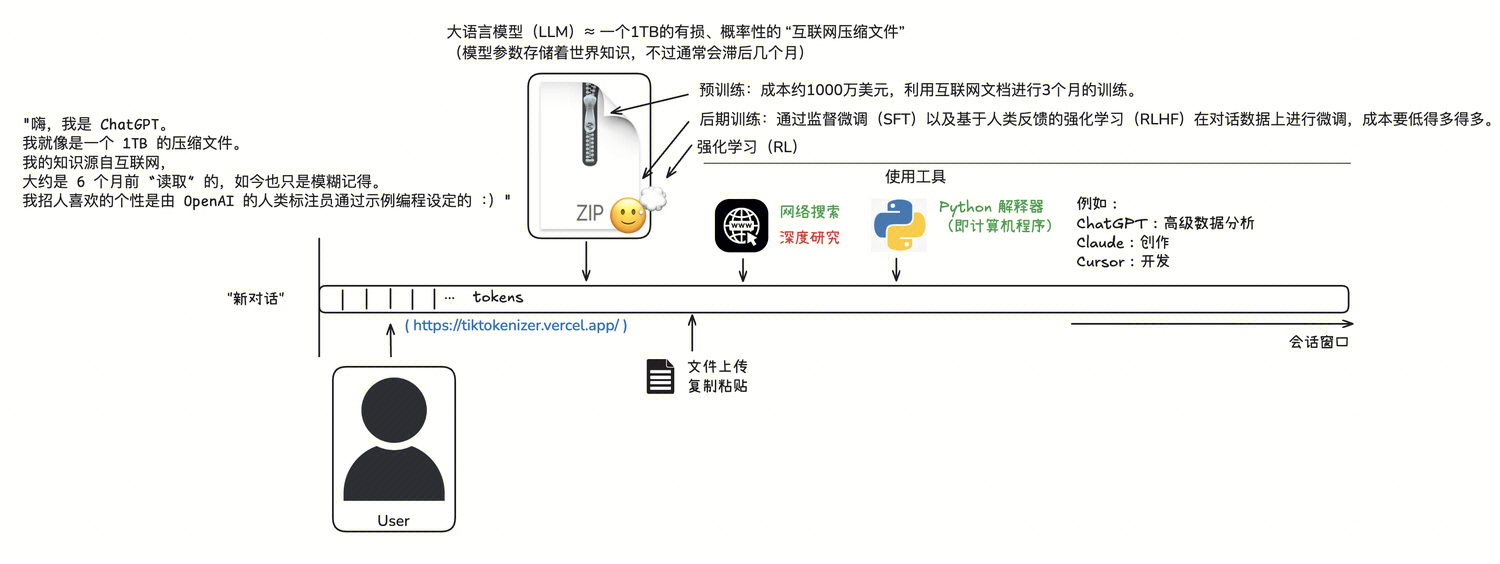 大语言模型（LLM）≈ 一个1TB的有损、概率性的 “互联网压缩文件”
（模型参数存储着世界知识，不过通常会滞后几个月）
预训练：成本约1000万美元，利用互联网文档进行3个月的训练。
后期训练：通过监督微调（SFT）以及基于人类反馈的强化学习（RLHF）在对话数据上进行微调，成本要低得多得多。
强化学习（RL）
"嗨，我是 ChatGPT。
我就像是一个 1TB 的压缩文件。
我的知识源自互联网，
大约是 6 个月前 “读取” 的，如今也只是模糊记得。
我招人喜欢的个性是由 OpenAI 的人类标注员通过示例编程设定的 :) "
ZIP
使用工具
WWW
网络搜索
深度研究
Python 解释器
（即计算机程序）
例如：
ChatGPT：高级数据分析
Claude：创作
Cursor：开发
"新对话"
... tokens
( https://tiktokenizer.vercel.app/ )
会话窗口
文件上传
复制粘贴
User